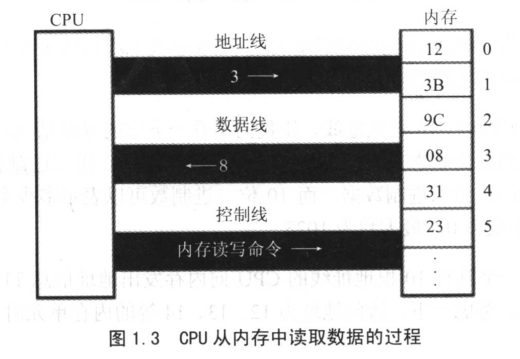 CPU
内存
地址线
3 →
数据线
← 8
控制线
内存读写命令 →
12 0
3B 1
9C 2
08 3
31 4
23 5
图 1.3 CPU 从内存中读取数据的过程